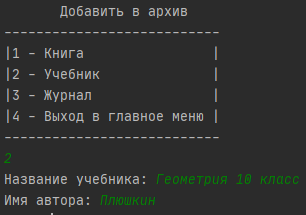 Добавить в архив
---------------------------
|1 – Книга                |
|2 – Учебник              |
|3 – Журнал               |
|4 – Выход в главное меню |
---------------------------
2
Название учебника: Геометрия 10 класс
Имя автора: Плюшкин